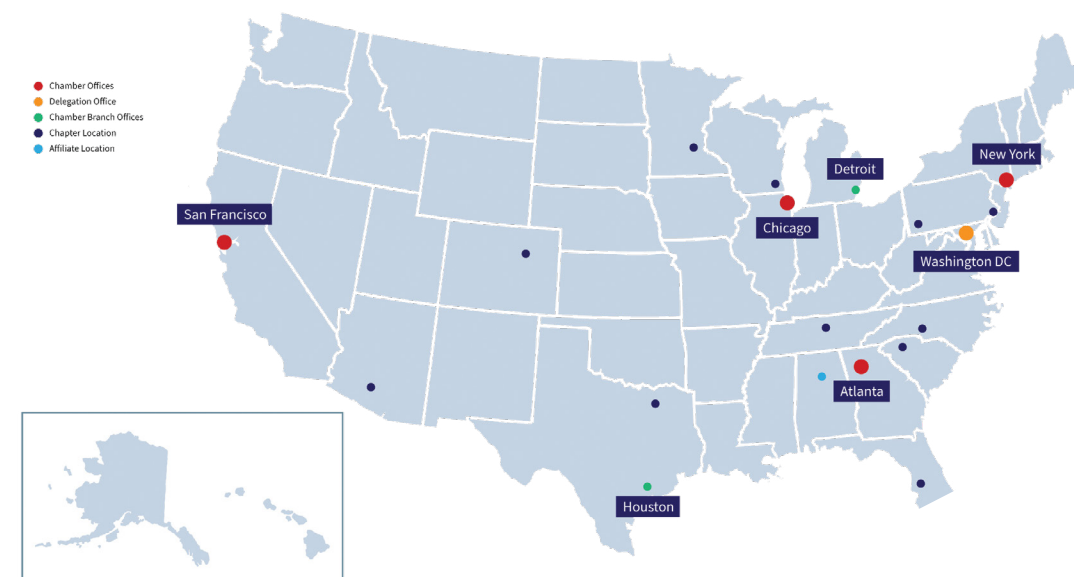 Chamber Offices
Delegation Office
Chamber Branch Offices
Chapter Location
Affiliate Location
New York
Detroit
San Francisco
Chicago
Washington DC
Atlanta
Houston